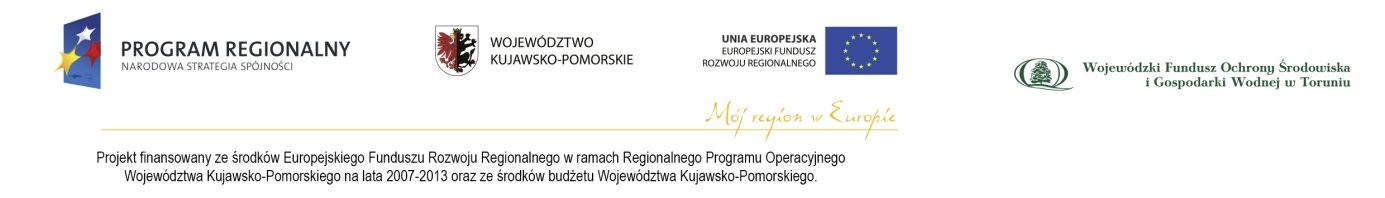 PROGRAM REGIONALNY
NARODOWA STRATEGIA SPÓJNOŚCI
WOJEWÓDZTWO
KUJAWSKO-POMORSKIE
UNIA EUROPEJSKA
EUROPEJSKI FUNDUSZ
ROZWOJU REGIONALNEGO
Wojewódzki Fundusz Ochrony Środowiska
i Gospodarki Wodnej w Toruniu
Mój region w Europie
Projekt finansowany ze środków Europejskiego Funduszu Rozwoju Regionalnego w ramach Regionalnego Programu Operacyjnego
Województwa Kujawsko-Pomorskiego na lata 2007-2013 oraz ze środków budżetu Województwa Kujawsko-Pomorskiego.